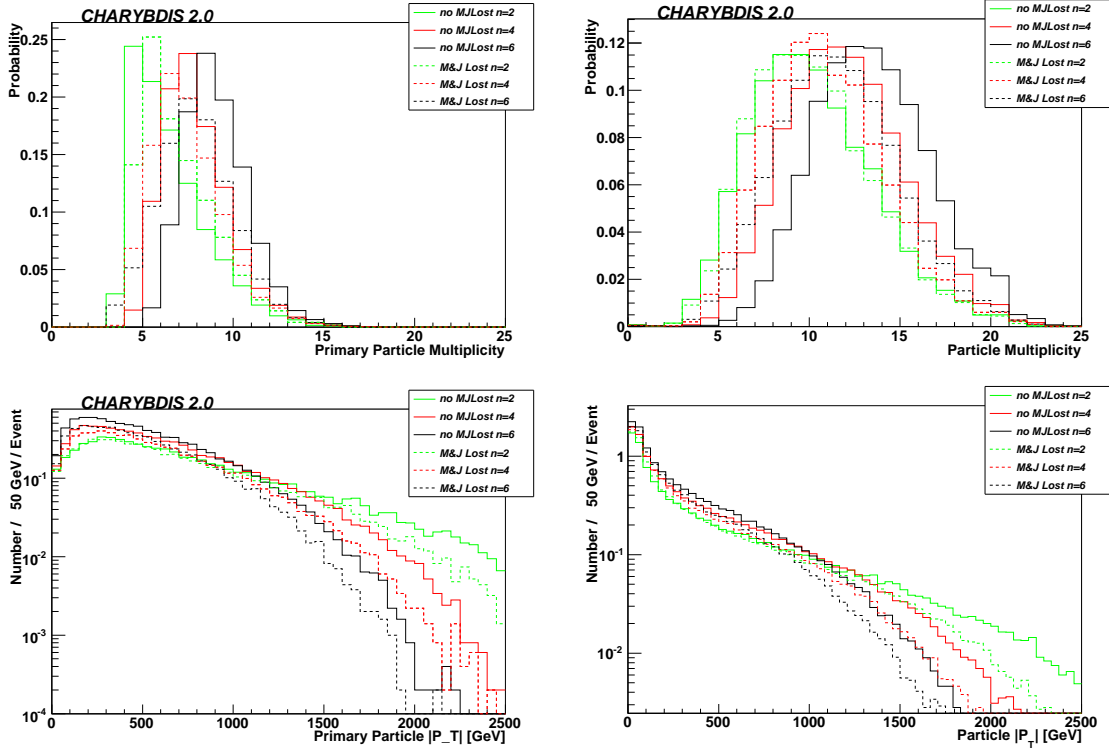 CHARYBDIS 2.0
Probability
0.25
0.2
0.15
0.1
0.05
0
0 5 10 15 20 25
Primary Particle Multiplicity
no MJLost n=2
no MJLost n=4
no MJLost n=6
M&J Lost n=2
M&J Lost n=4
M&J Lost n=6
CHARYBDIS 2.0
Probability
0.12
0.1
0.08
0.06
0.04
0.02
0
0 5 10 15 20 25
Particle Multiplicity
no MJLost n=2
no MJLost n=4
no MJLost n=6
M&J Lost n=2
M&J Lost n=4
M&J Lost n=6
CHARYBDIS 2.0
Number / 50 GeV / Event
10-1
10-2
10-3
10-4
0 500 1000 1500 2000 2500
Primary Particle |P_T| [GeV]
no MJLost n=2
no MJLost n=4
no MJLost n=6
M&J Lost n=2
M&J Lost n=4
M&J Lost n=6
Number / 50 GeV / Event
1
10-1
10-2
0 500 1000 1500 2000 2500
Particle |PT| [GeV]
no MJLost n=2
no MJLost n=4
no MJLost n=6
M&J Lost n=2
M&J Lost n=4
M&J Lost n=6